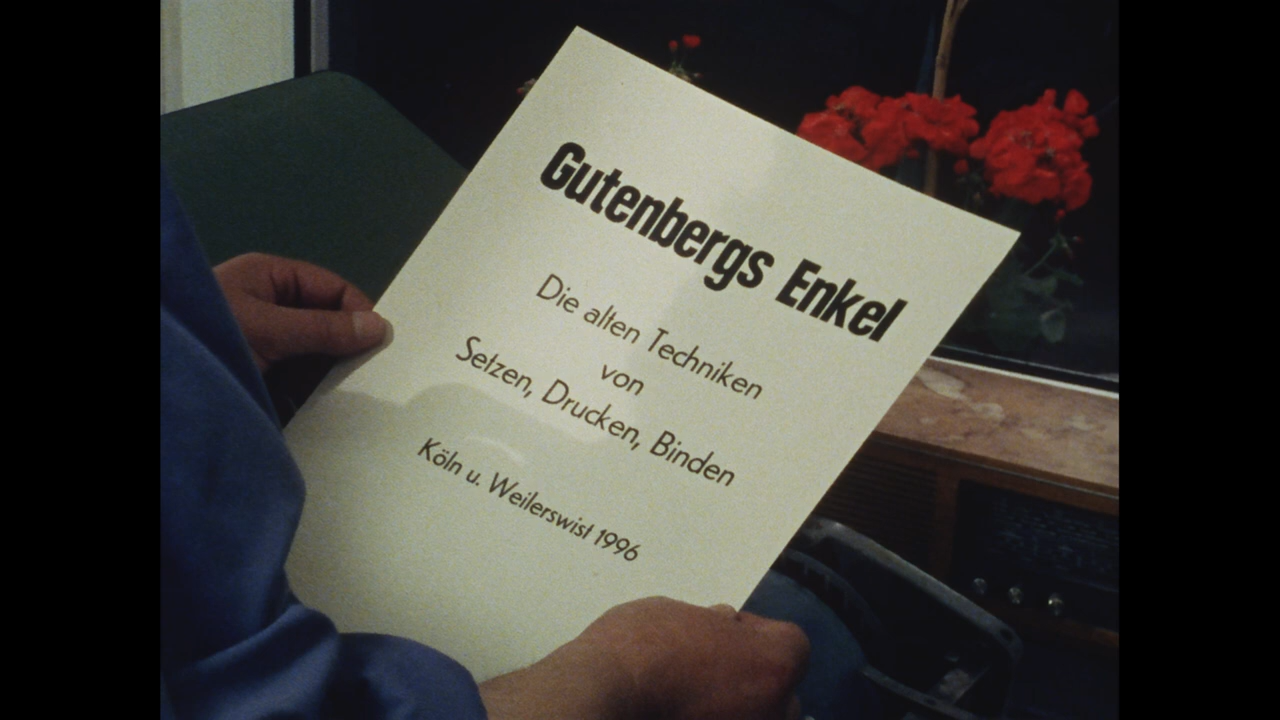 Gutenbergs Enkel
Die alten Techniken
von
Setzen, Drucken, Binden
Köln u. Weilerswist 1996